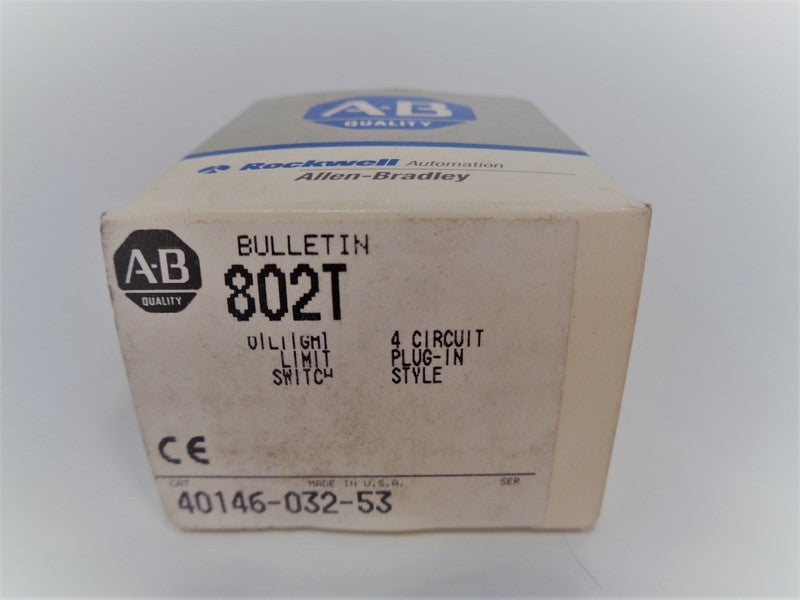 A-B
QUALITY
Rockwell Automation
Allen-Bradley
A-B
QUALITY
BULLETIN
802T
OILTIGHT 4 CIRCUIT
LIMIT PLUG-IN
SWITCH STYLE
CE
CAT MADE IN U.S.A. SER
40146-032-53